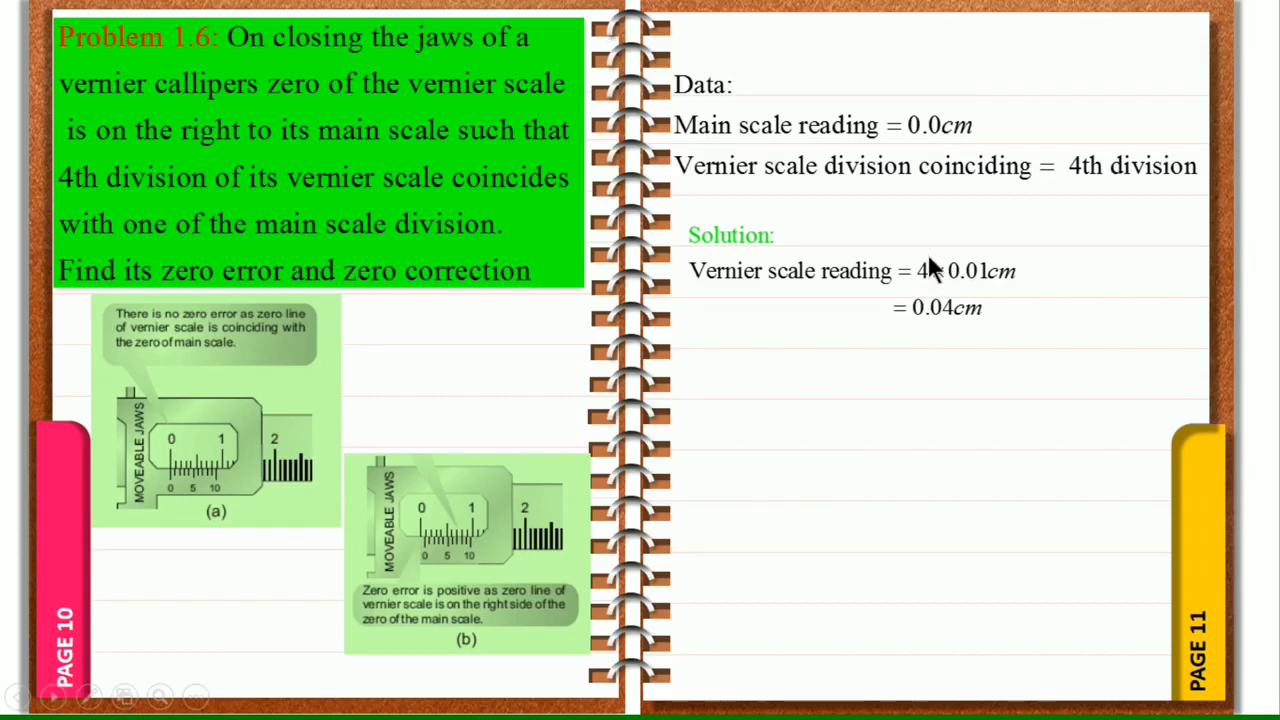 Problem 1.6: On closing the jaws of a
vernier callipers zero of the vernier scale
is on the right to its main scale such that
4th division of its vernier scale coincides
with one of the main scale division.
Find its zero error and zero correction
There is no zero error as zero line
of vernier scale is coinciding with
the zero of main scale.
MOVEABLE JAWS
0 1 2
0 5 10
(a)
MOVEABLE JAWS
0 1 2
0 5 10
Zero error is positive as zero line of
vernier scale is on the right side of the
zero of the main scale.
(b)
PAGE 10
Data:
Main scale reading = 0.0cm
Vernier scale division coinciding = 4th division
Solution:
Vernier scale reading = 4 0.01cm
= 0.04cm
PAGE 11